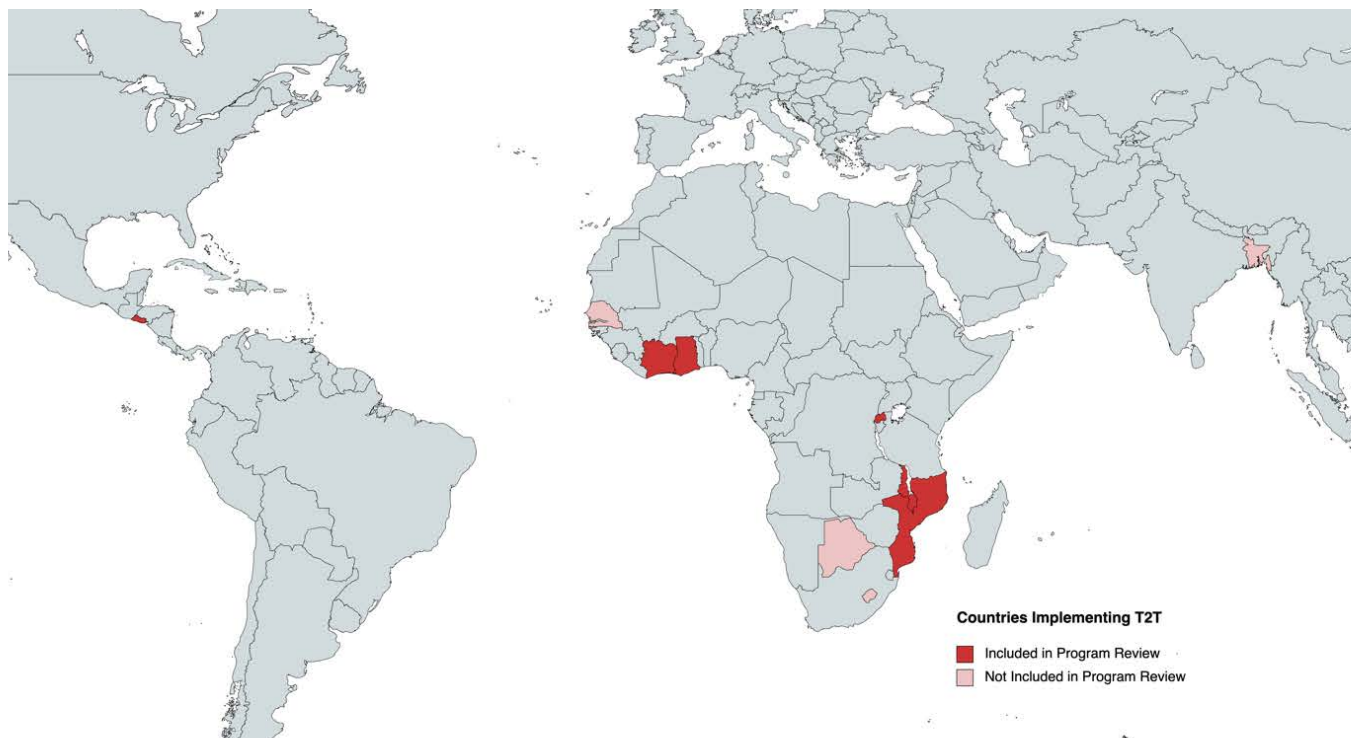 Countries Implementing T2T
Included in Program Review
Not Included in Program Review